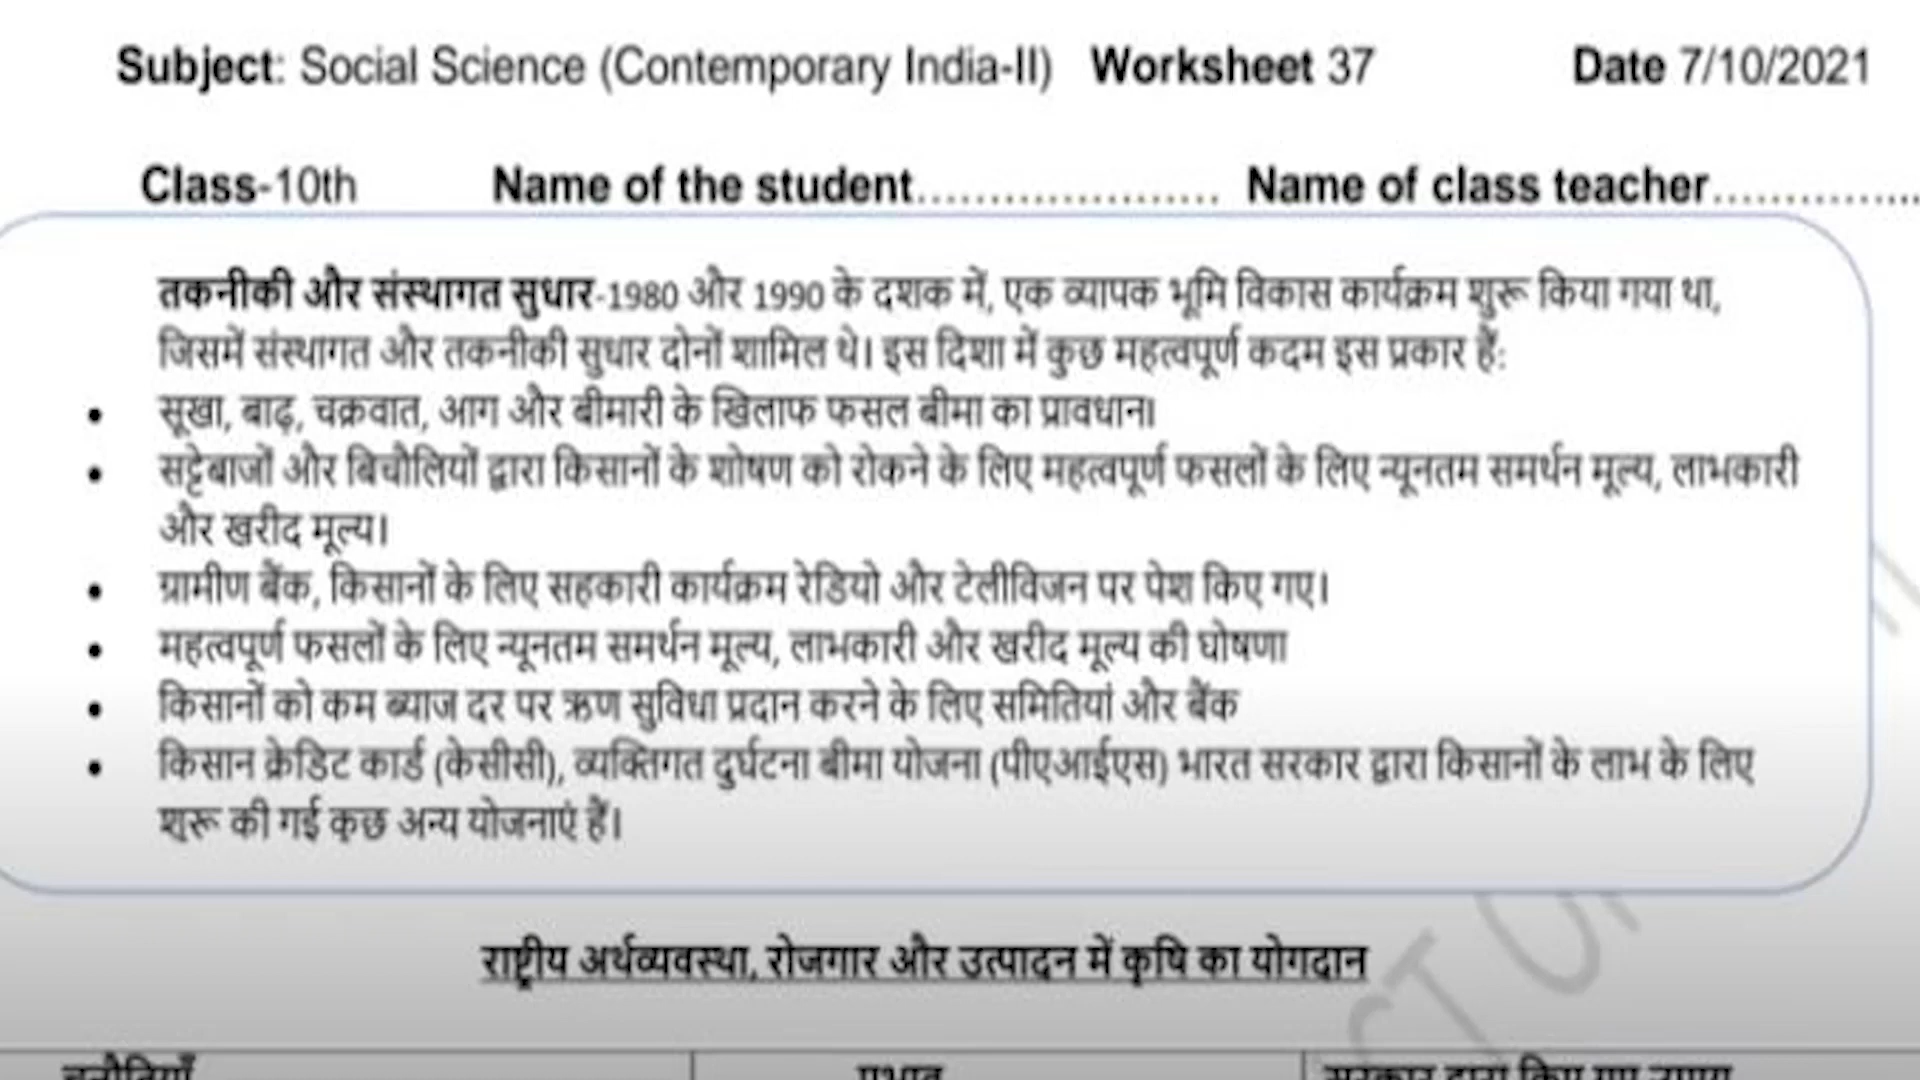 Subject: Social Science (Contemporary India-II) Worksheet 37 Date 7/10/2021
Class-10th Name of the student..................... Name of class teacher...............
तकनीकी और संस्थागत सुधार-1980 और 1990 के दशक में, एक व्यापक भूमि विकास कार्यक्रम शुरू किया गया था,
जिसमें संस्थागत और तकनीकी सुधार दोनों शामिल थे। इस दिशा में कुछ महत्वपूर्ण कदम इस प्रकार हैं:
• सूखा, बाढ़, चक्रवात, आग और बीमारी के खिलाफ फसल बीमा का प्रावधान।
• सट्टेबाजों और बिचौलियों द्वारा किसानों के शोषण को रोकने के लिए महत्वपूर्ण फसलों के लिए न्यूनतम समर्थन मूल्य, लाभकारी
और खरीद मूल्य।
• ग्रामीण बैंक, किसानों के लिए सहकारी कार्यक्रम रेडियो और टेलीविजन पर पेश किए गए।
• महत्वपूर्ण फसलों के लिए न्यूनतम समर्थन मूल्य, लाभकारी और खरीद मूल्य की घोषणा
• किसानों को कम ब्याज दर पर ऋण सुविधा प्रदान करने के लिए समितियां और बैंक
• किसान क्रेडिट कार्ड (केसीसी), व्यक्तिगत दुर्घटना बीमा योजना (पीएआईएस) भारत सरकार द्वारा किसानों के लाभ के लिए
शुरू की गई कुछ अन्य योजनाएं हैं।
राष्ट्रीय अर्थव्यवस्था, रोजगार और उत्पादन में कृषि का योगदान
चुनौतियाँ प्रभाव सरकार द्वारा किए गए उपाय